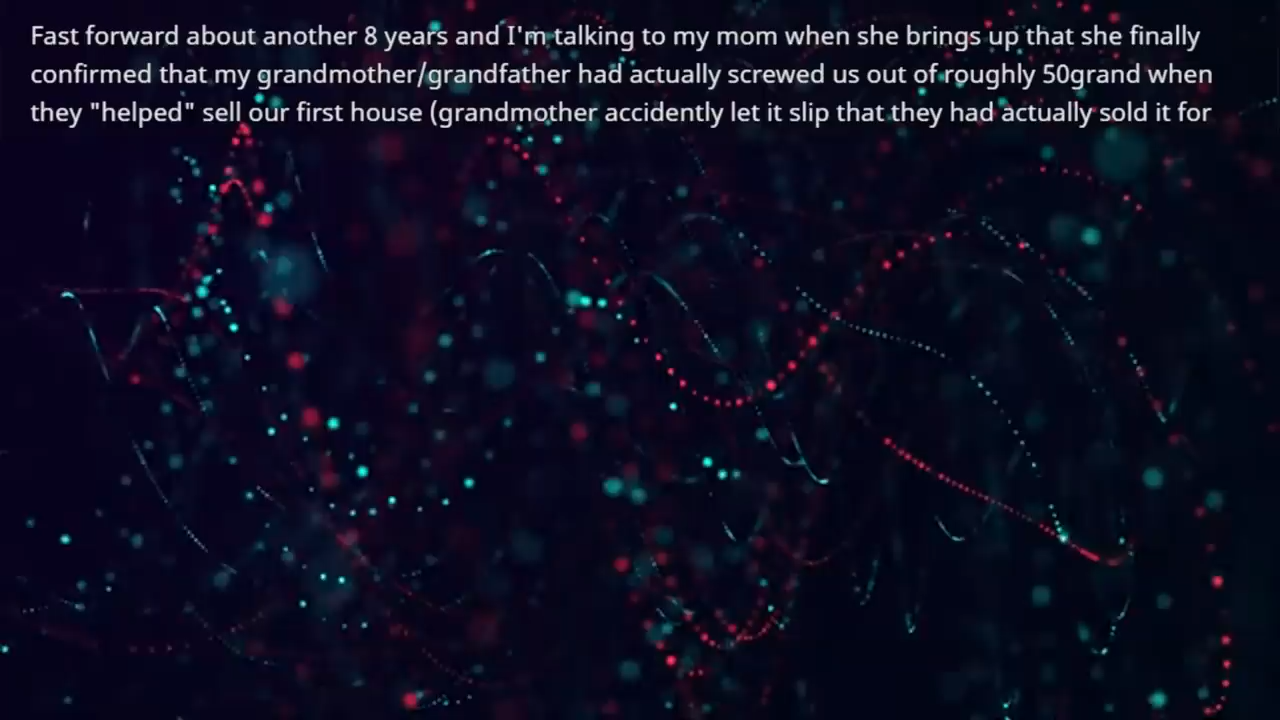 Fast forward about another 8 years and I'm talking to my mom when she brings up that she finally
confirmed that my grandmother/grandfather had actually screwed us out of roughly 50grand when
they "helped" sell our first house (grandmother accidently let it slip that they had actually sold it for